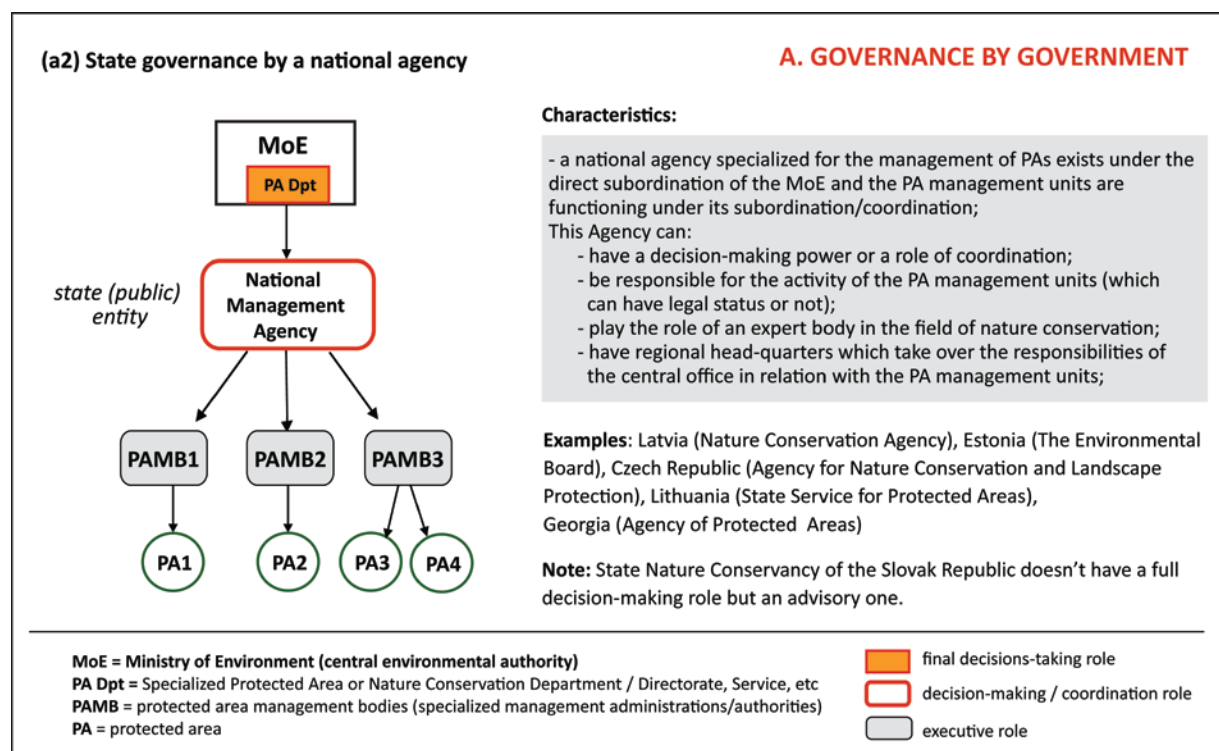 (a2) State governance by a national agency
A. GOVERNANCE BY GOVERNMENT
MoE
PA Dpt
state (public)
entity
National
Management
Agency
PAMB1
PAMB2
PAMB3
PA1
PA2
PA3
PA4
Characteristics:
- a national agency specialized for the management of PAs exists under the
direct subordination of the MoE and the PA management units are
functioning under its subordination/coordination;
This Agency can:
- have a decision-making power or a role of coordination;
- be responsible for the activity of the PA management units (which
can have legal status or not);
- play the role of an expert body in the field of nature conservation;
- have regional head-quarters which take over the responsibilities of
the central office in relation with the PA management units;
Examples: Latvia (Nature Conservation Agency), Estonia (The Environmental
Board), Czech Republic (Agency for Nature Conservation and Landscape
Protection), Lithuania (State Service for Protected Areas),
Georgia (Agency of Protected Areas)
Note: State Nature Conservancy of the Slovak Republic doesn't have a full
decision-making role but an advisory one.
MoE = Ministry of Environment (central environmental authority)
PA Dpt = Specialized Protected Area or Nature Conservation Department / Directorate, Service, etc
PAMB = protected area management bodies (specialized management administrations/authorities)
PA = protected area
final decisions-taking role
decision-making / coordination role
executive role